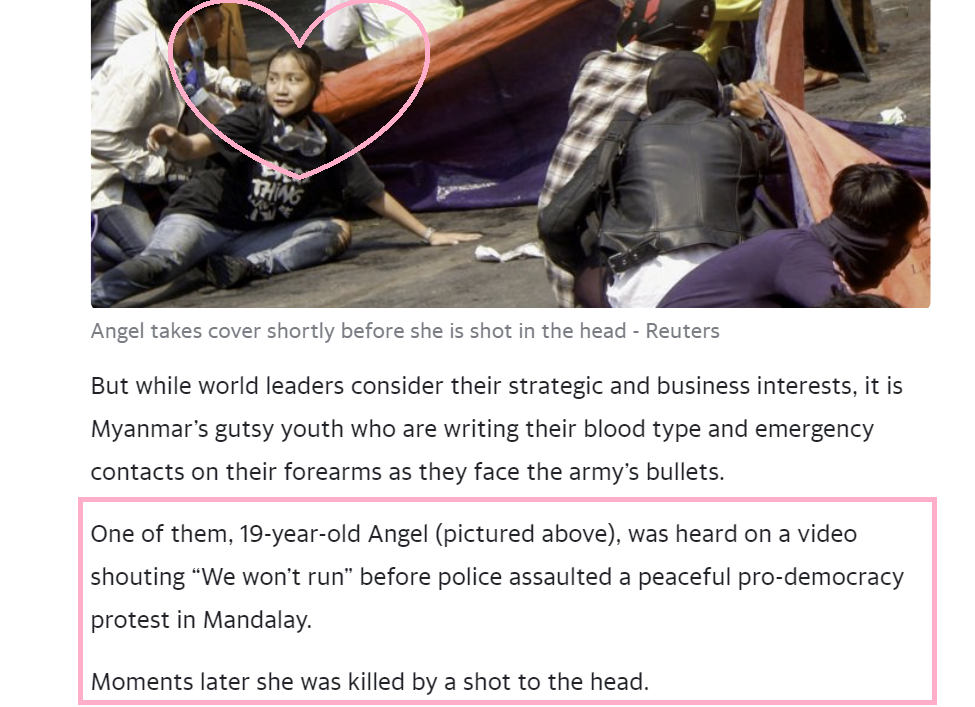 EVERY
THING
WILL BE
Angel takes cover shortly before she is shot in the head - Reuters
But while world leaders consider their strategic and business interests, it is
Myanmar’s gutsy youth who are writing their blood type and emergency
contacts on their forearms as they face the army’s bullets.
One of them, 19-year-old Angel (pictured above), was heard on a video
shouting “We won’t run” before police assaulted a peaceful pro-democracy
protest in Mandalay.
Moments later she was killed by a shot to the head.